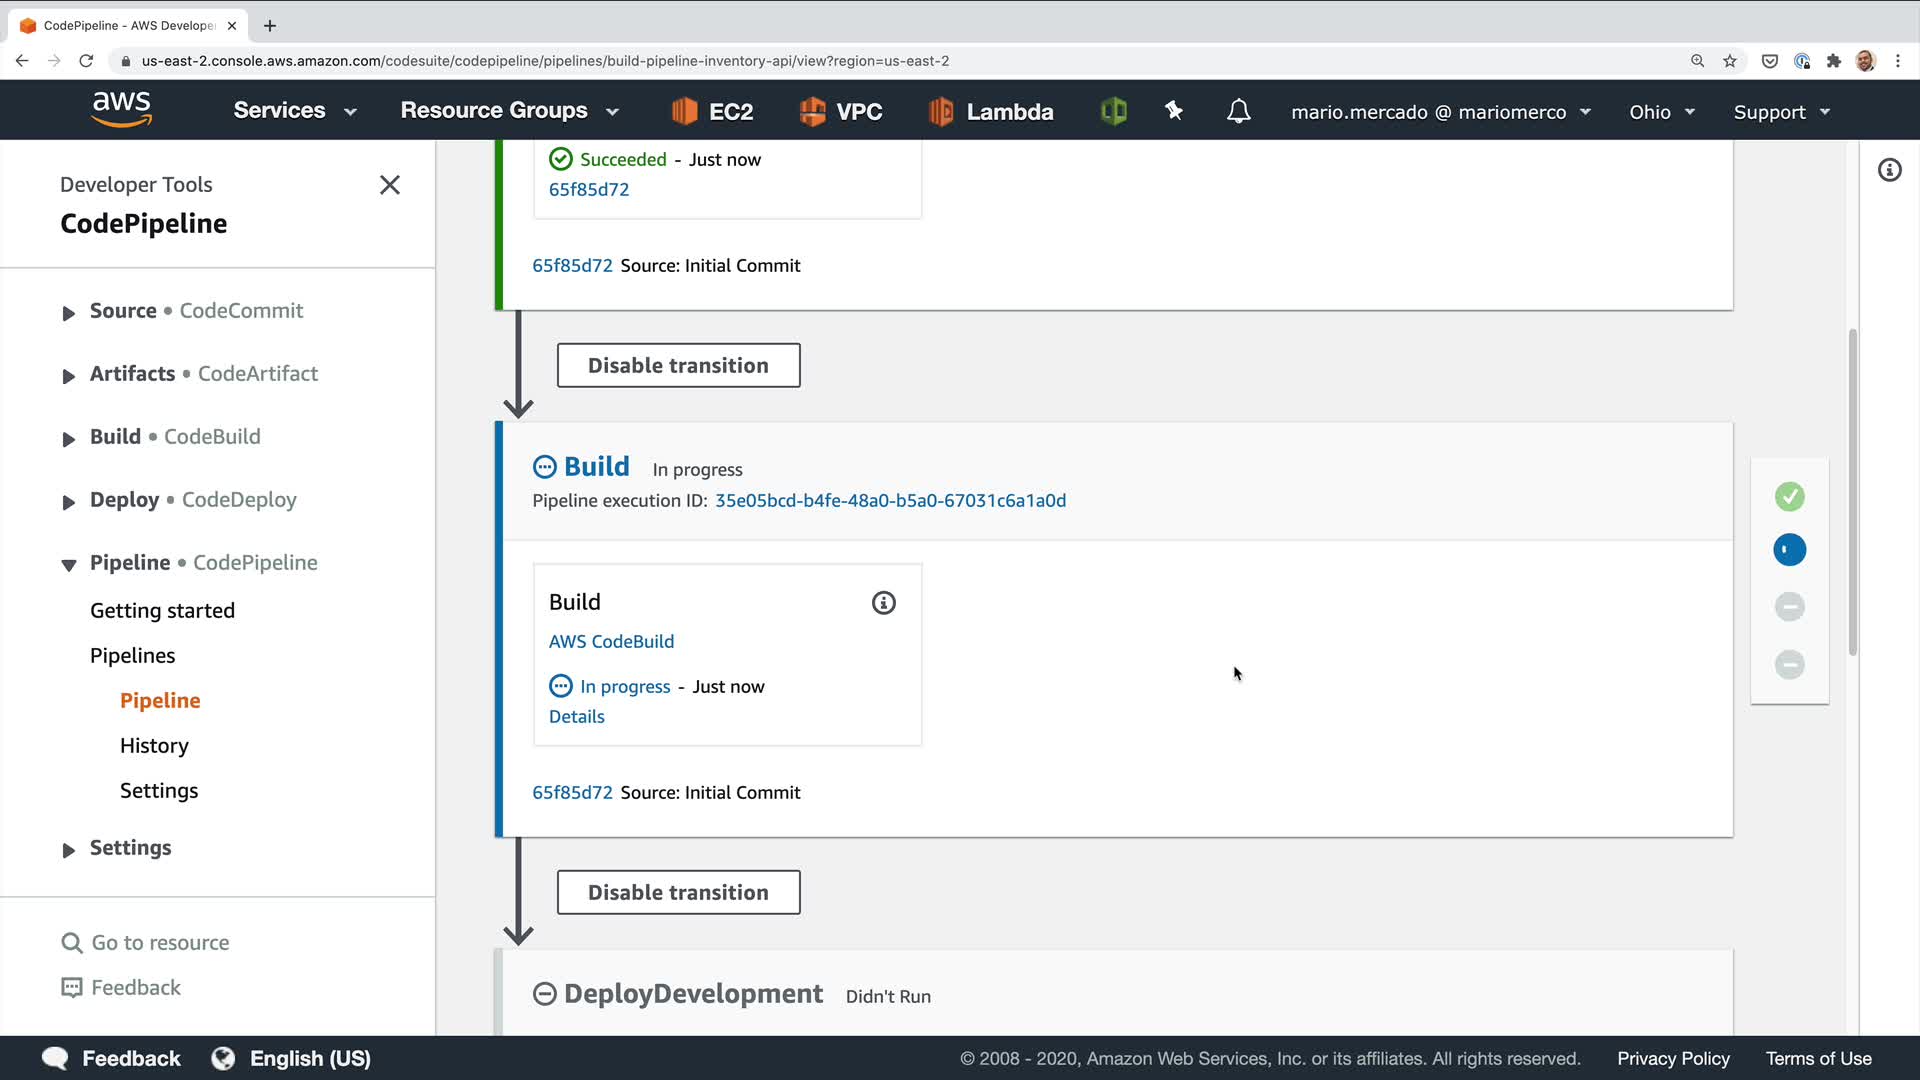 CodePipeline - AWS Develope
us-east-2.console.aws.amazon.com/codesuite/codepipeline/pipelines/build-pipeline-inventory-api/view?region=us-east-2
aws Services Resource Groups EC2 VPC Lambda mario.mercado @ mariomerco Ohio Support
Developer Tools
CodePipeline
Source • CodeCommit
Artifacts • CodeArtifact
Build • CodeBuild
Deploy • CodeDeploy
Pipeline • CodePipeline
Getting started
Pipelines
Pipeline
History
Settings
Settings
Go to resource
Feedback
Succeeded - Just now
65f85d72
65f85d72 Source: Initial Commit
Disable transition
Build In progress
Pipeline execution ID: 35e05bcd-b4fe-48a0-b5a0-67031c6a1a0d
Build
AWS CodeBuild
In progress - Just now
Details
65f85d72 Source: Initial Commit
Disable transition
DeployDevelopment Didn't Run
Feedback English (US) © 2008 - 2020, Amazon Web Services, Inc. or its affiliates. All rights reserved. Privacy Policy Terms of Use